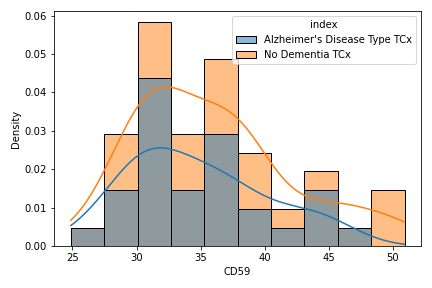 index
Alzheimer's Disease Type TCx
No Dementia TCx
0.06
0.05
0.04
0.03
0.02
0.01
0.00
Density
25 30 35 40 45 50
CD59